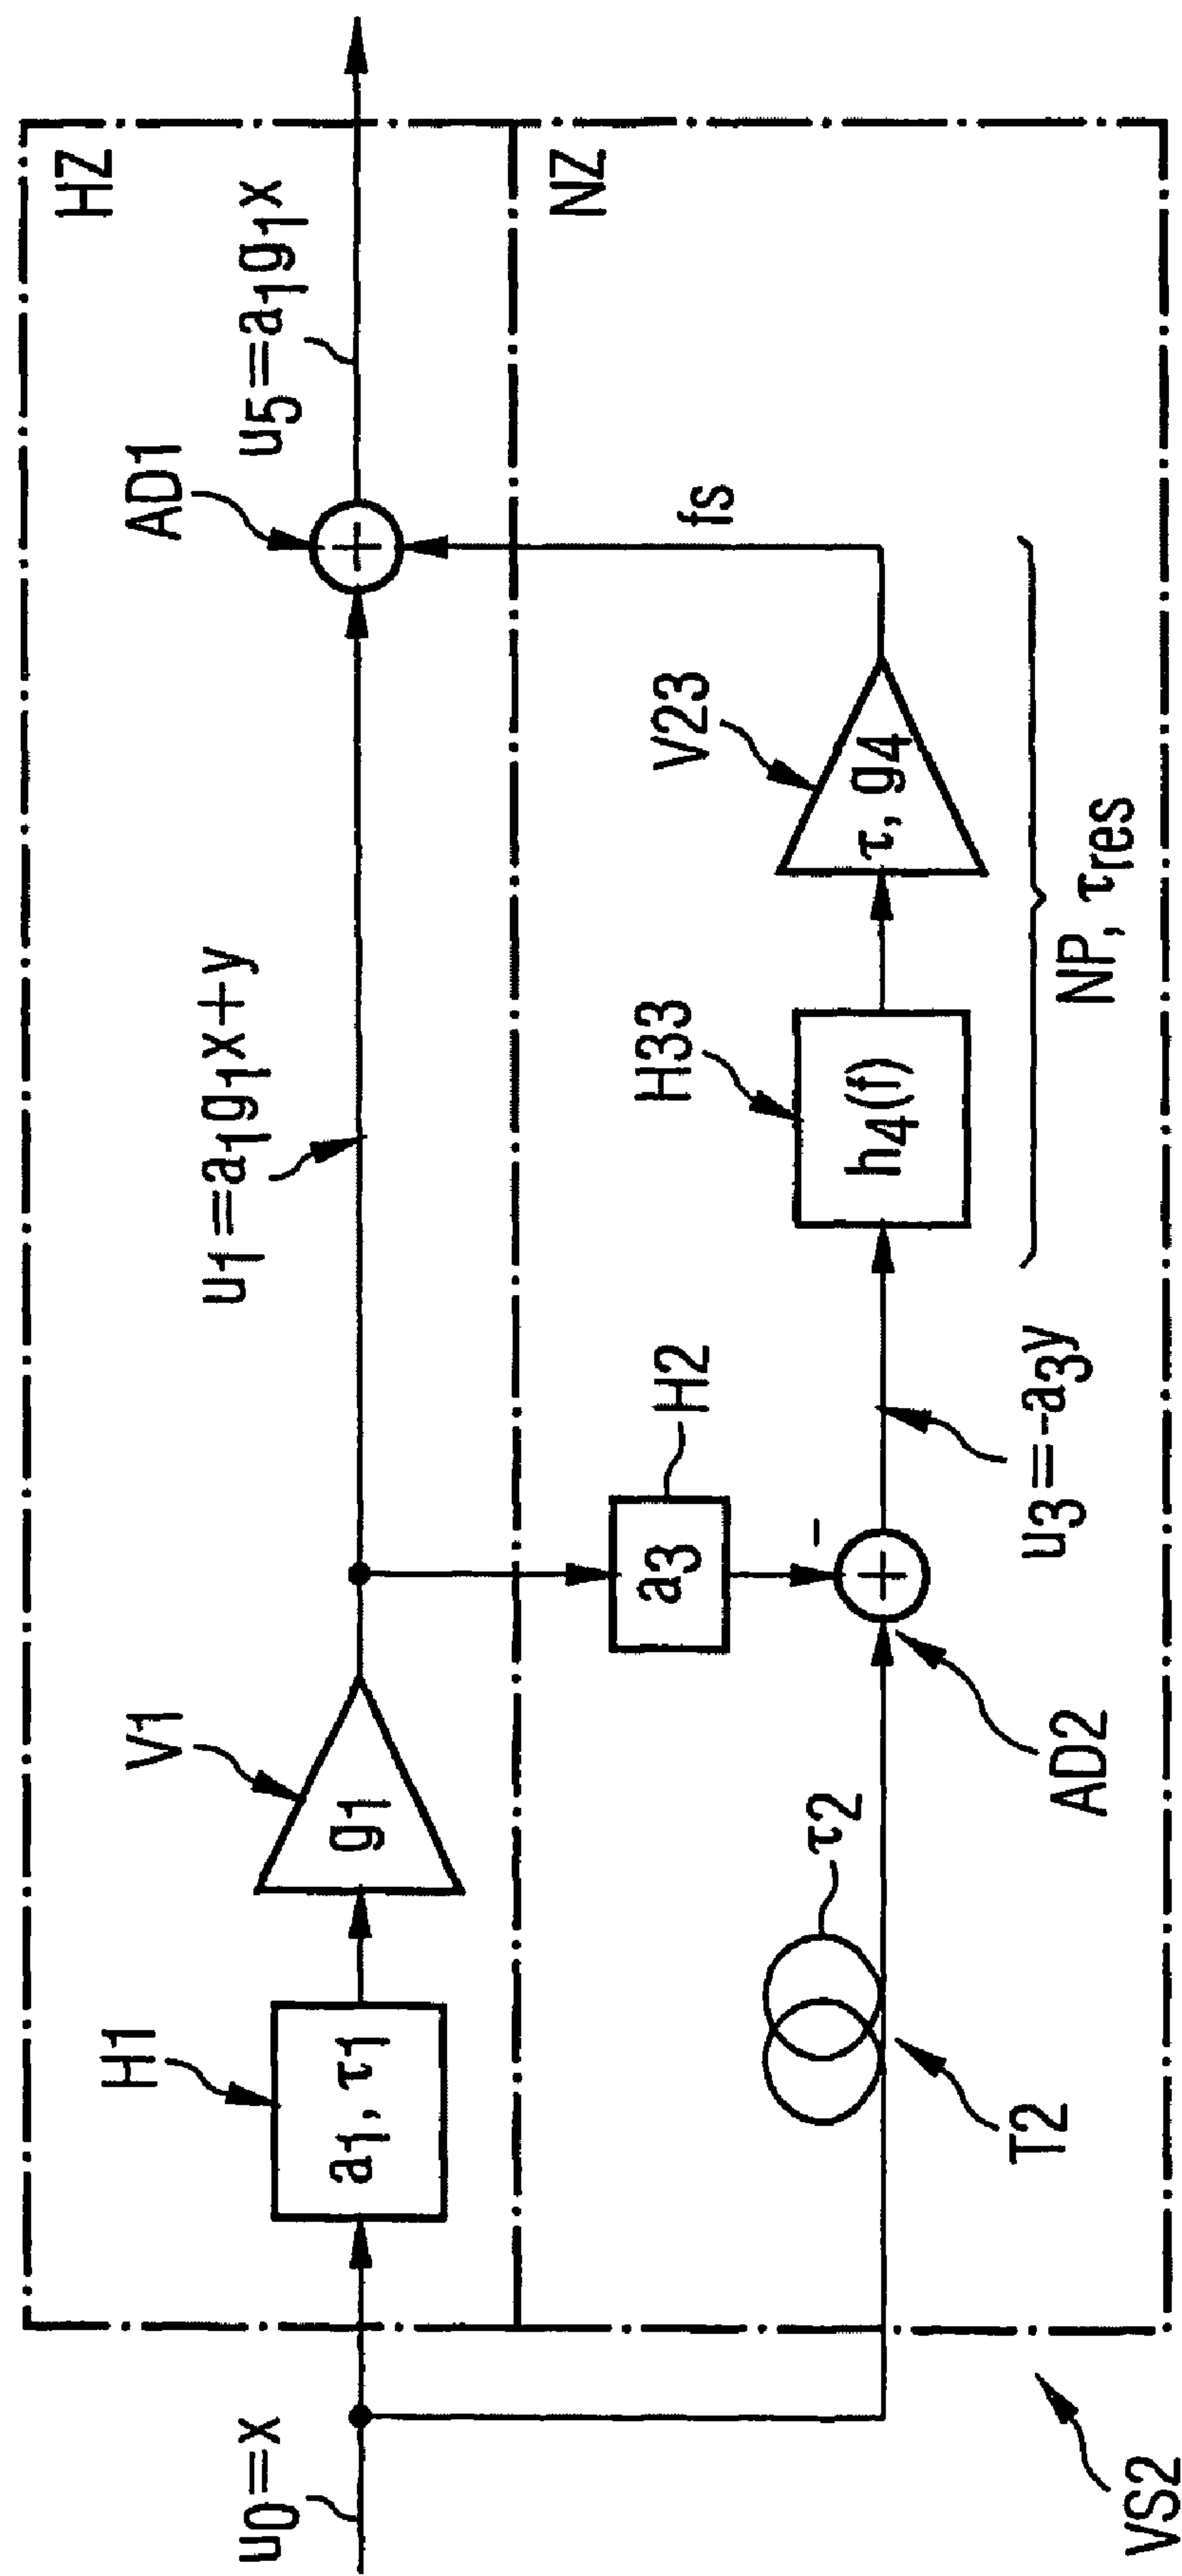 HZ
u0=x
H1
a1, τ1
V1
g1
u1=a1g1x+y
AD1
u5=a1g1x
NZ
T2
τ2
AD2
+
-
H2
a3
u3=-a3y
H33
h4(f)
V23
τ, g4
fs
+
NP, τres
VS2